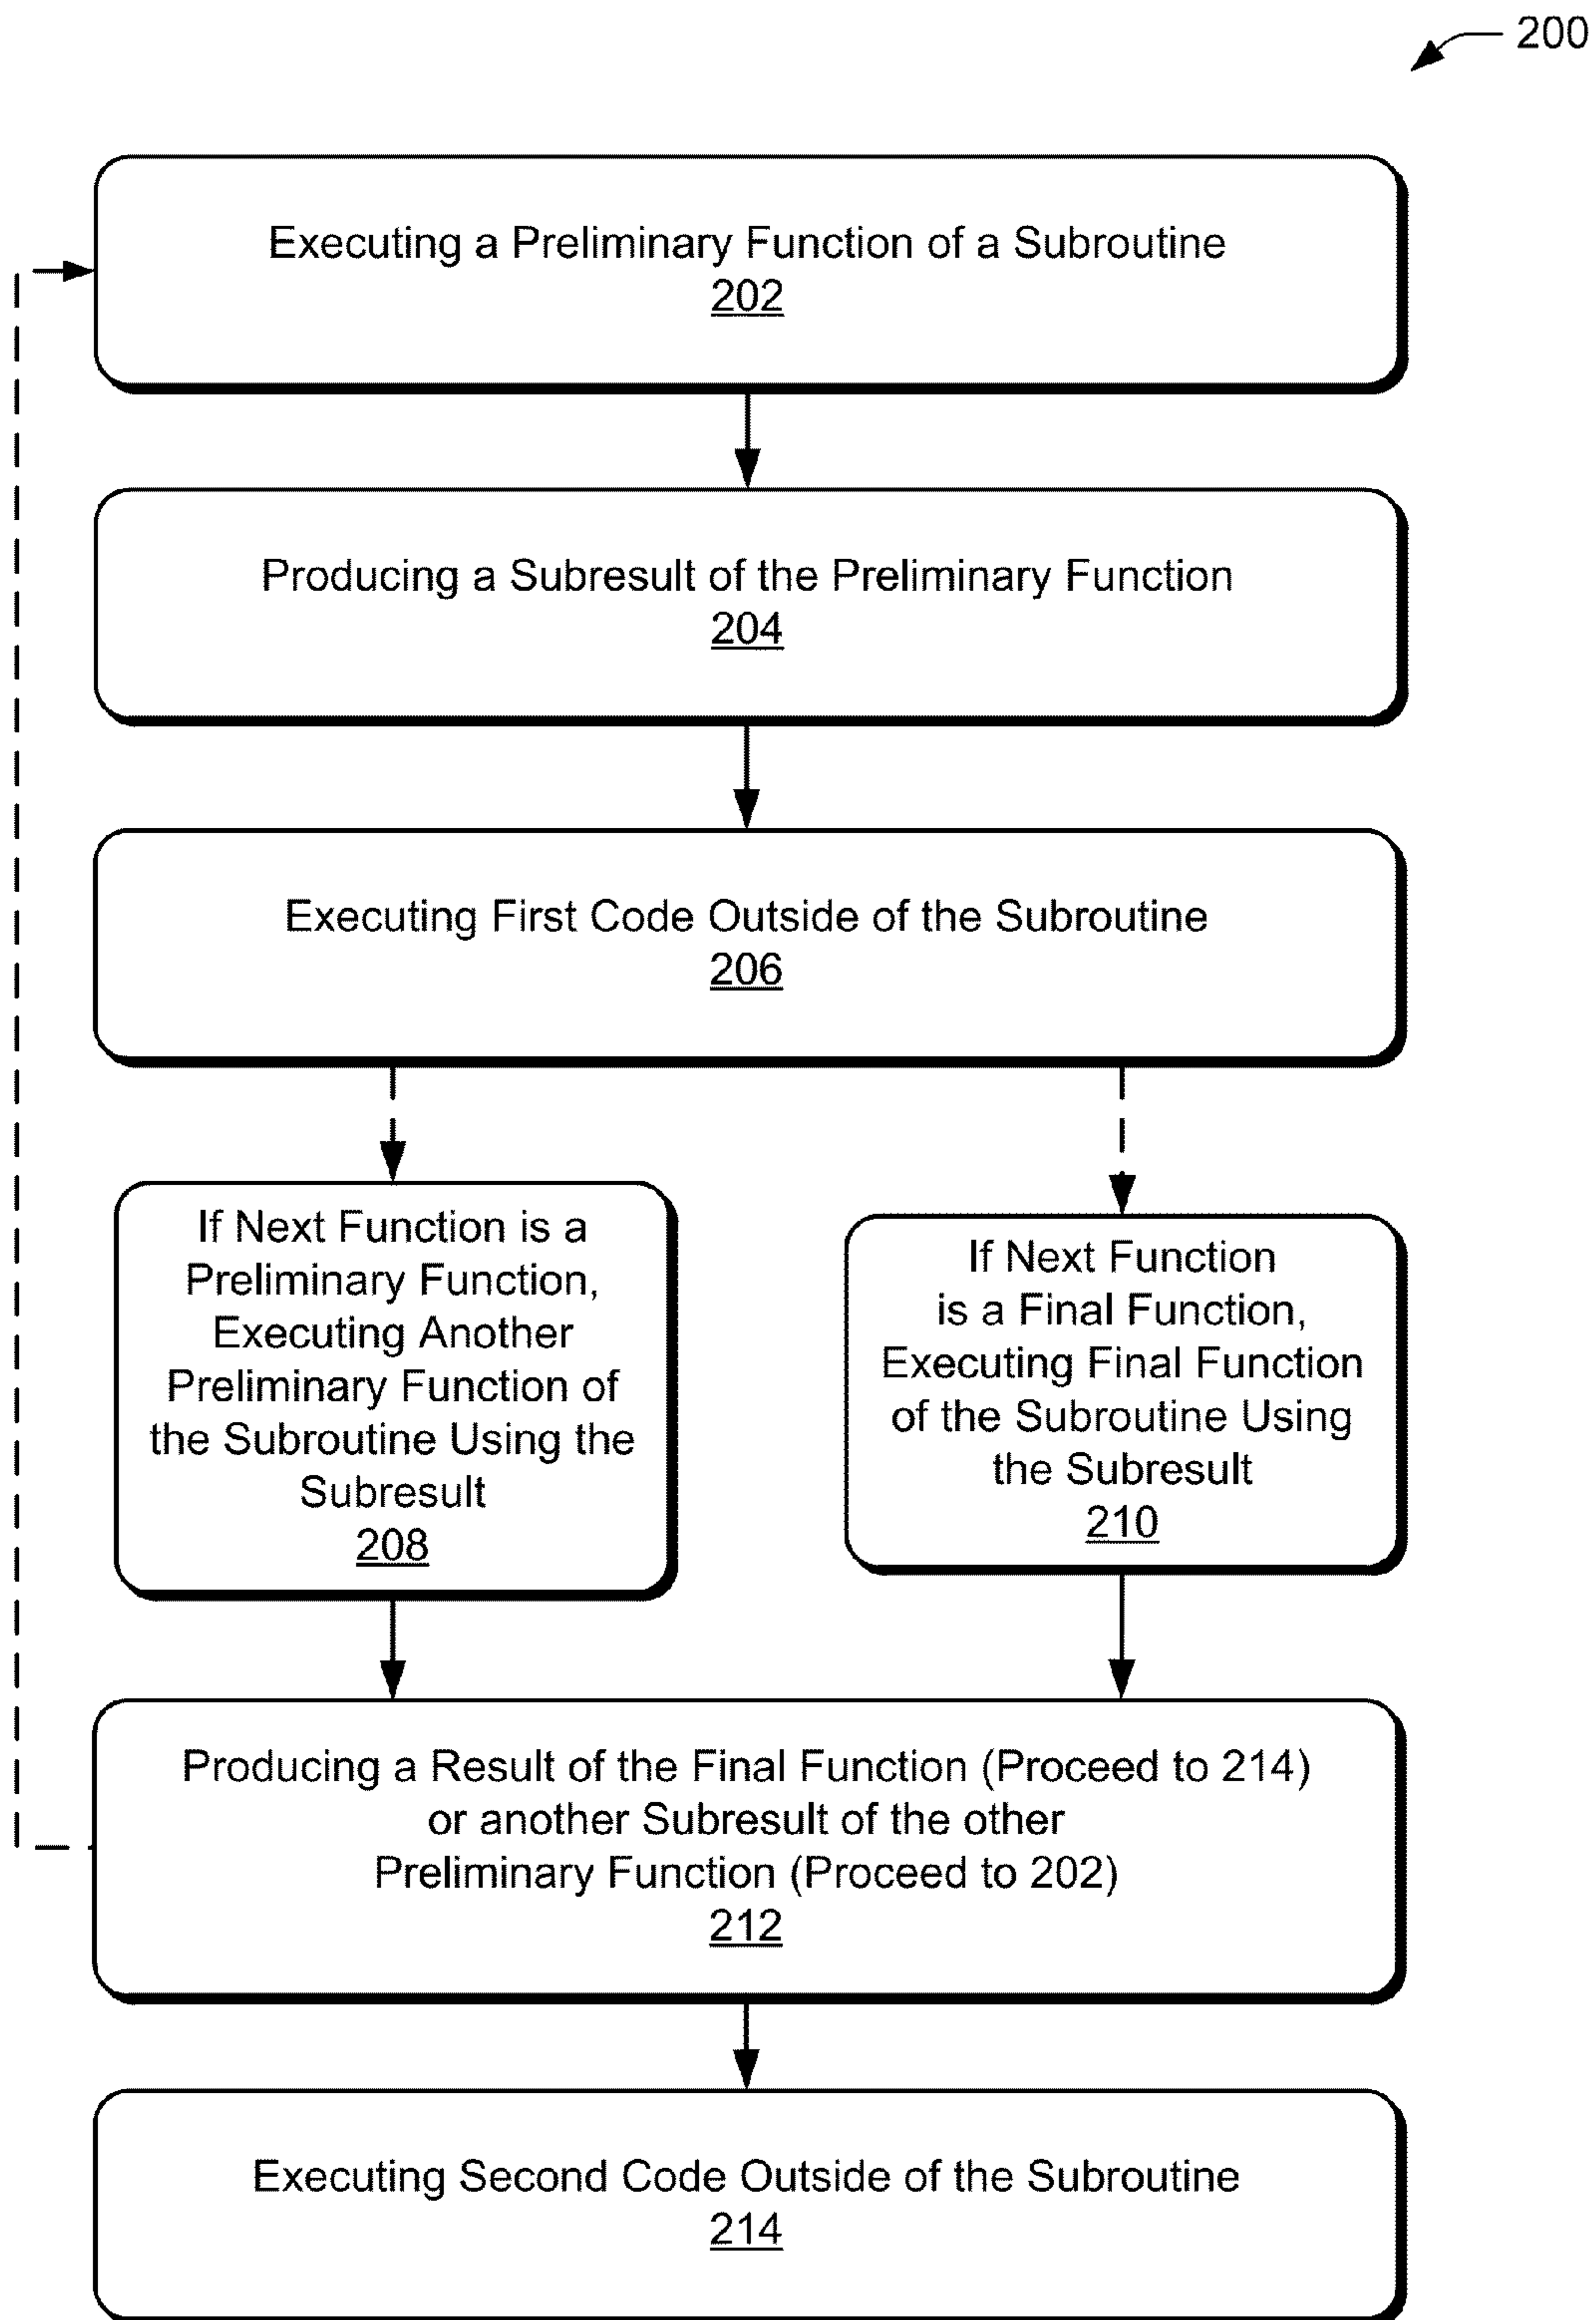 200
Executing a Preliminary Function of a Subroutine
202
Producing a Subresult of the Preliminary Function
204
Executing First Code Outside of the Subroutine
206
If Next Function is a
Preliminary Function,
Executing Another
Preliminary Function of
the Subroutine Using the
Subresult
208
If Next Function
is a Final Function,
Executing Final Function
of the Subroutine Using
the Subresult
210
Producing a Result of the Final Function (Proceed to 214)
or another Subresult of the other
Preliminary Function (Proceed to 202)
212
Executing Second Code Outside of the Subroutine
214